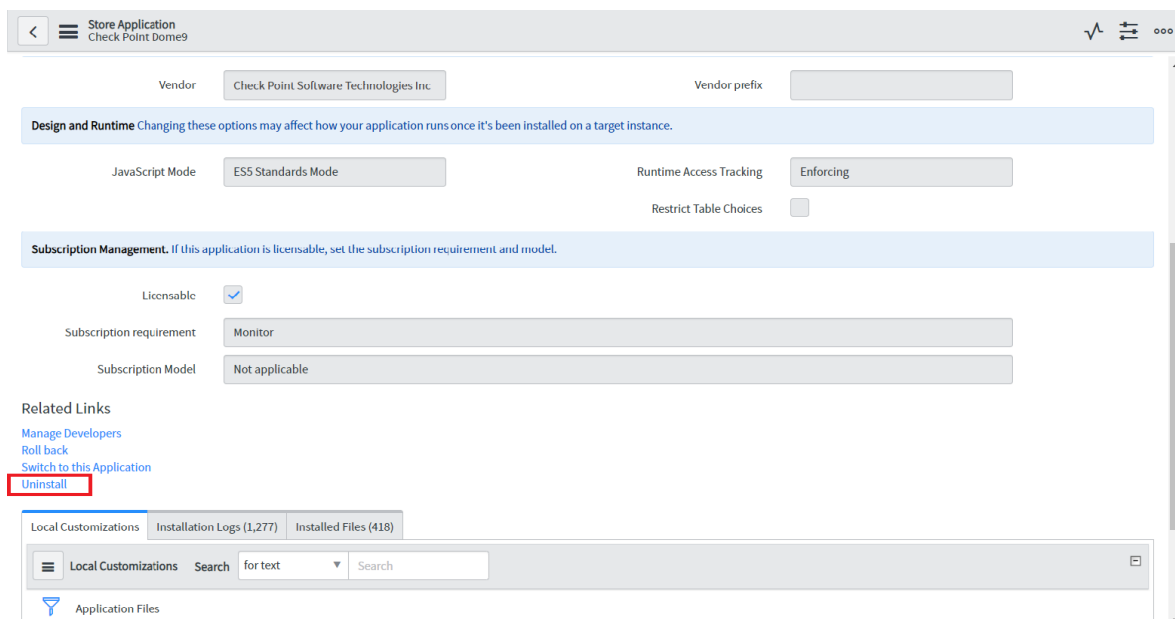 Store Application
Check Point Dome9
Vendor Check Point Software Technologies Inc Vendor prefix
Design and Runtime Changing these options may affect how your application runs once it's been installed on a target instance.
JavaScript Mode ES5 Standards Mode Runtime Access Tracking Enforcing
Restrict Table Choices
Subscription Management. If this application is licensable, set the subscription requirement and model.
Licensable
Subscription requirement Monitor
Subscription Model Not applicable
Related Links
Manage Developers
Roll back
Switch to this Application
Uninstall
Local Customizations Installation Logs (1,277) Installed Files (418)
Local Customizations Search for text Search
Application Files